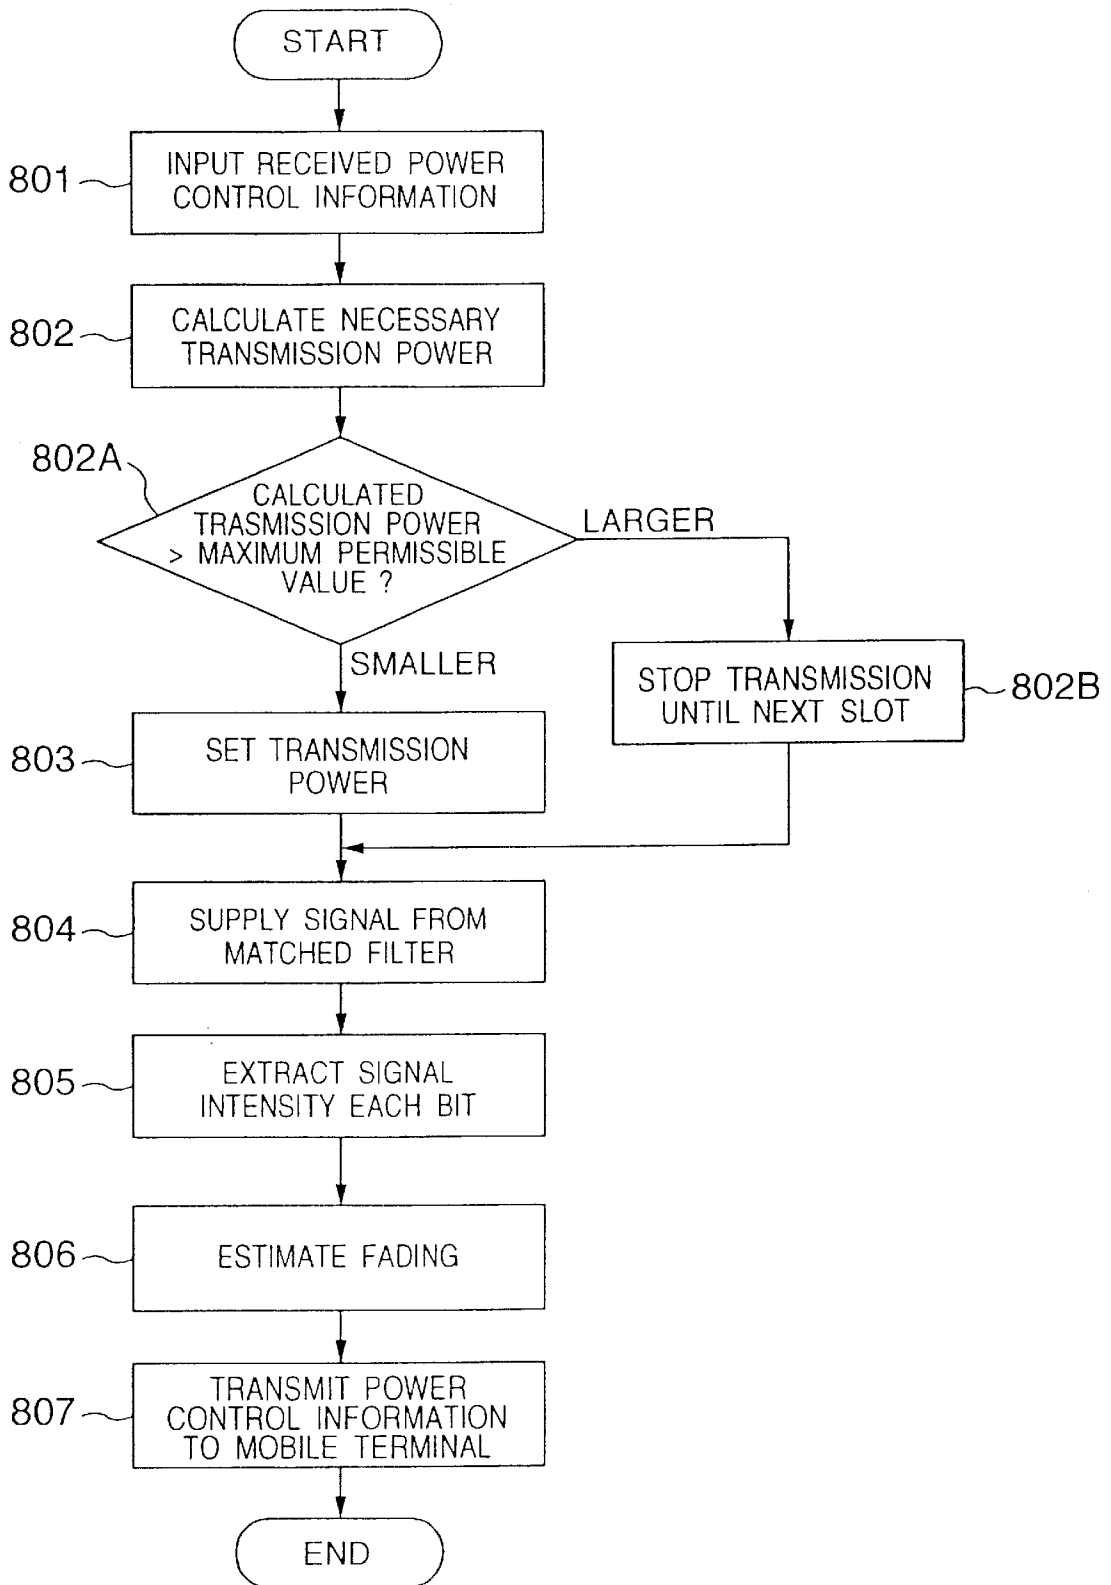 START
801
INPUT RECEIVED POWER
CONTROL INFORMATION
802
CALCULATE NECESSARY
TRANSMISSION POWER
802A
CALCULATED
TRASMISSION POWER
> MAXIMUM PERMISSIBLE
VALUE ?
LARGER
SMALLER
STOP TRANSMISSION
UNTIL NEXT SLOT
802B
803
SET TRANSMISSION
POWER
804
SUPPLY SIGNAL FROM
MATCHED FILTER
805
EXTRACT SIGNAL
INTENSITY EACH BIT
806
ESTIMATE FADING
807
TRANSMIT POWER
CONTROL INFORMATION
TO MOBILE TERMINAL
END